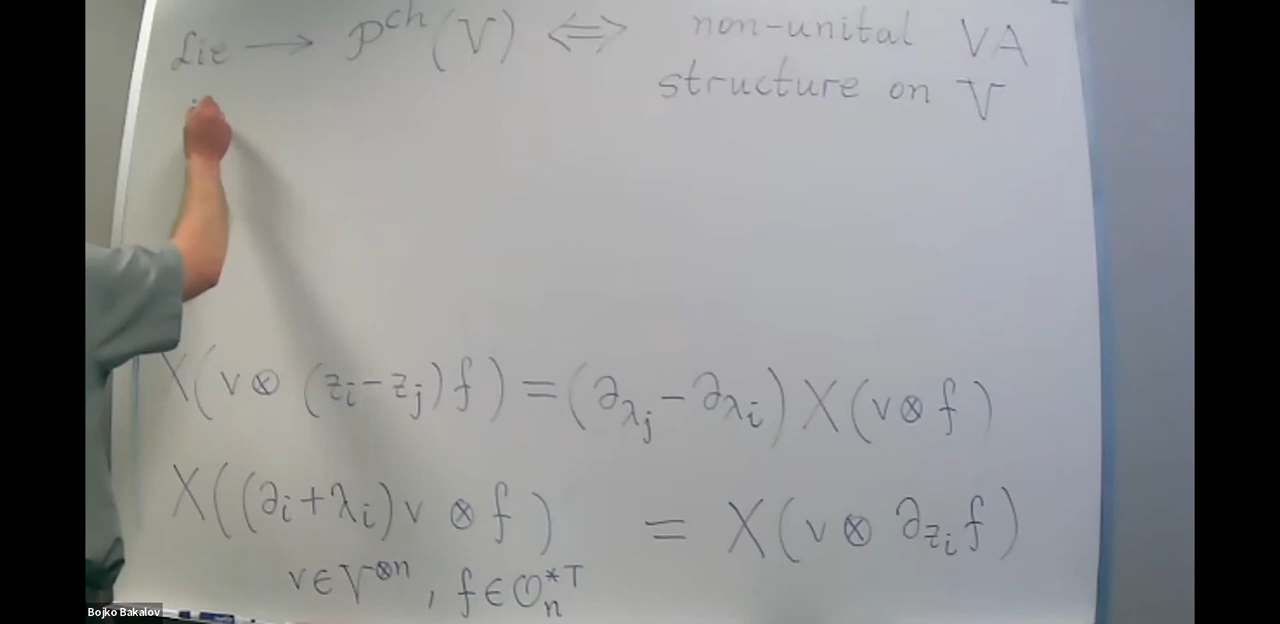 Lie → P^ch(V) ⇔ non-unital VA
structure on V
X(v⊗(z_i-z_j)f)=(∂_{λ_j}-∂_{λ_i})X(v⊗f)
X((∂_i+λ_i)v⊗f) = X(v⊗∂_{z_i}f)
v∈V^{⊗n}, f∈O_n^{*T}
Bojko Bakalov